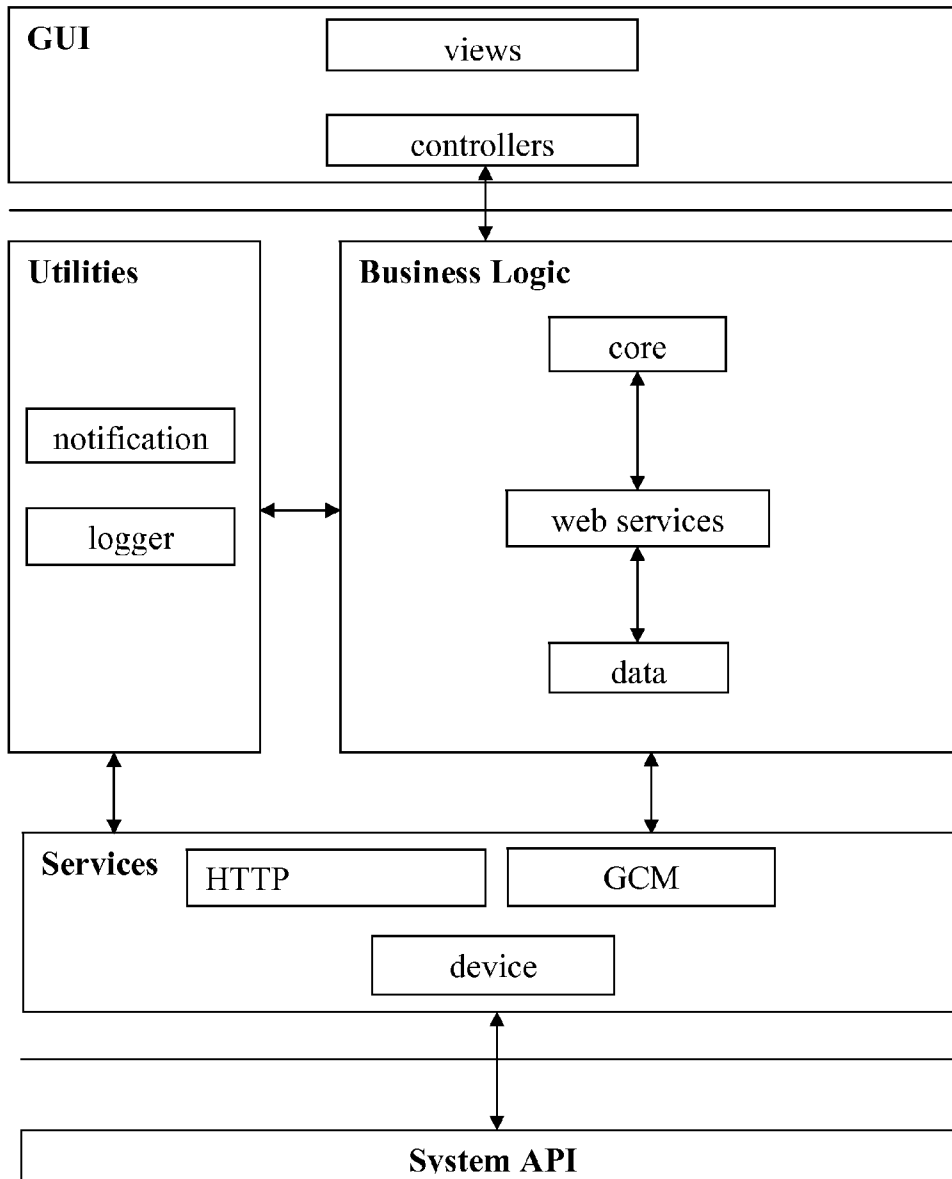 GUI
views
controllers
Utilities
Business Logic
core
notification
web services
logger
data
Services
HTTP
GCM
device
System API